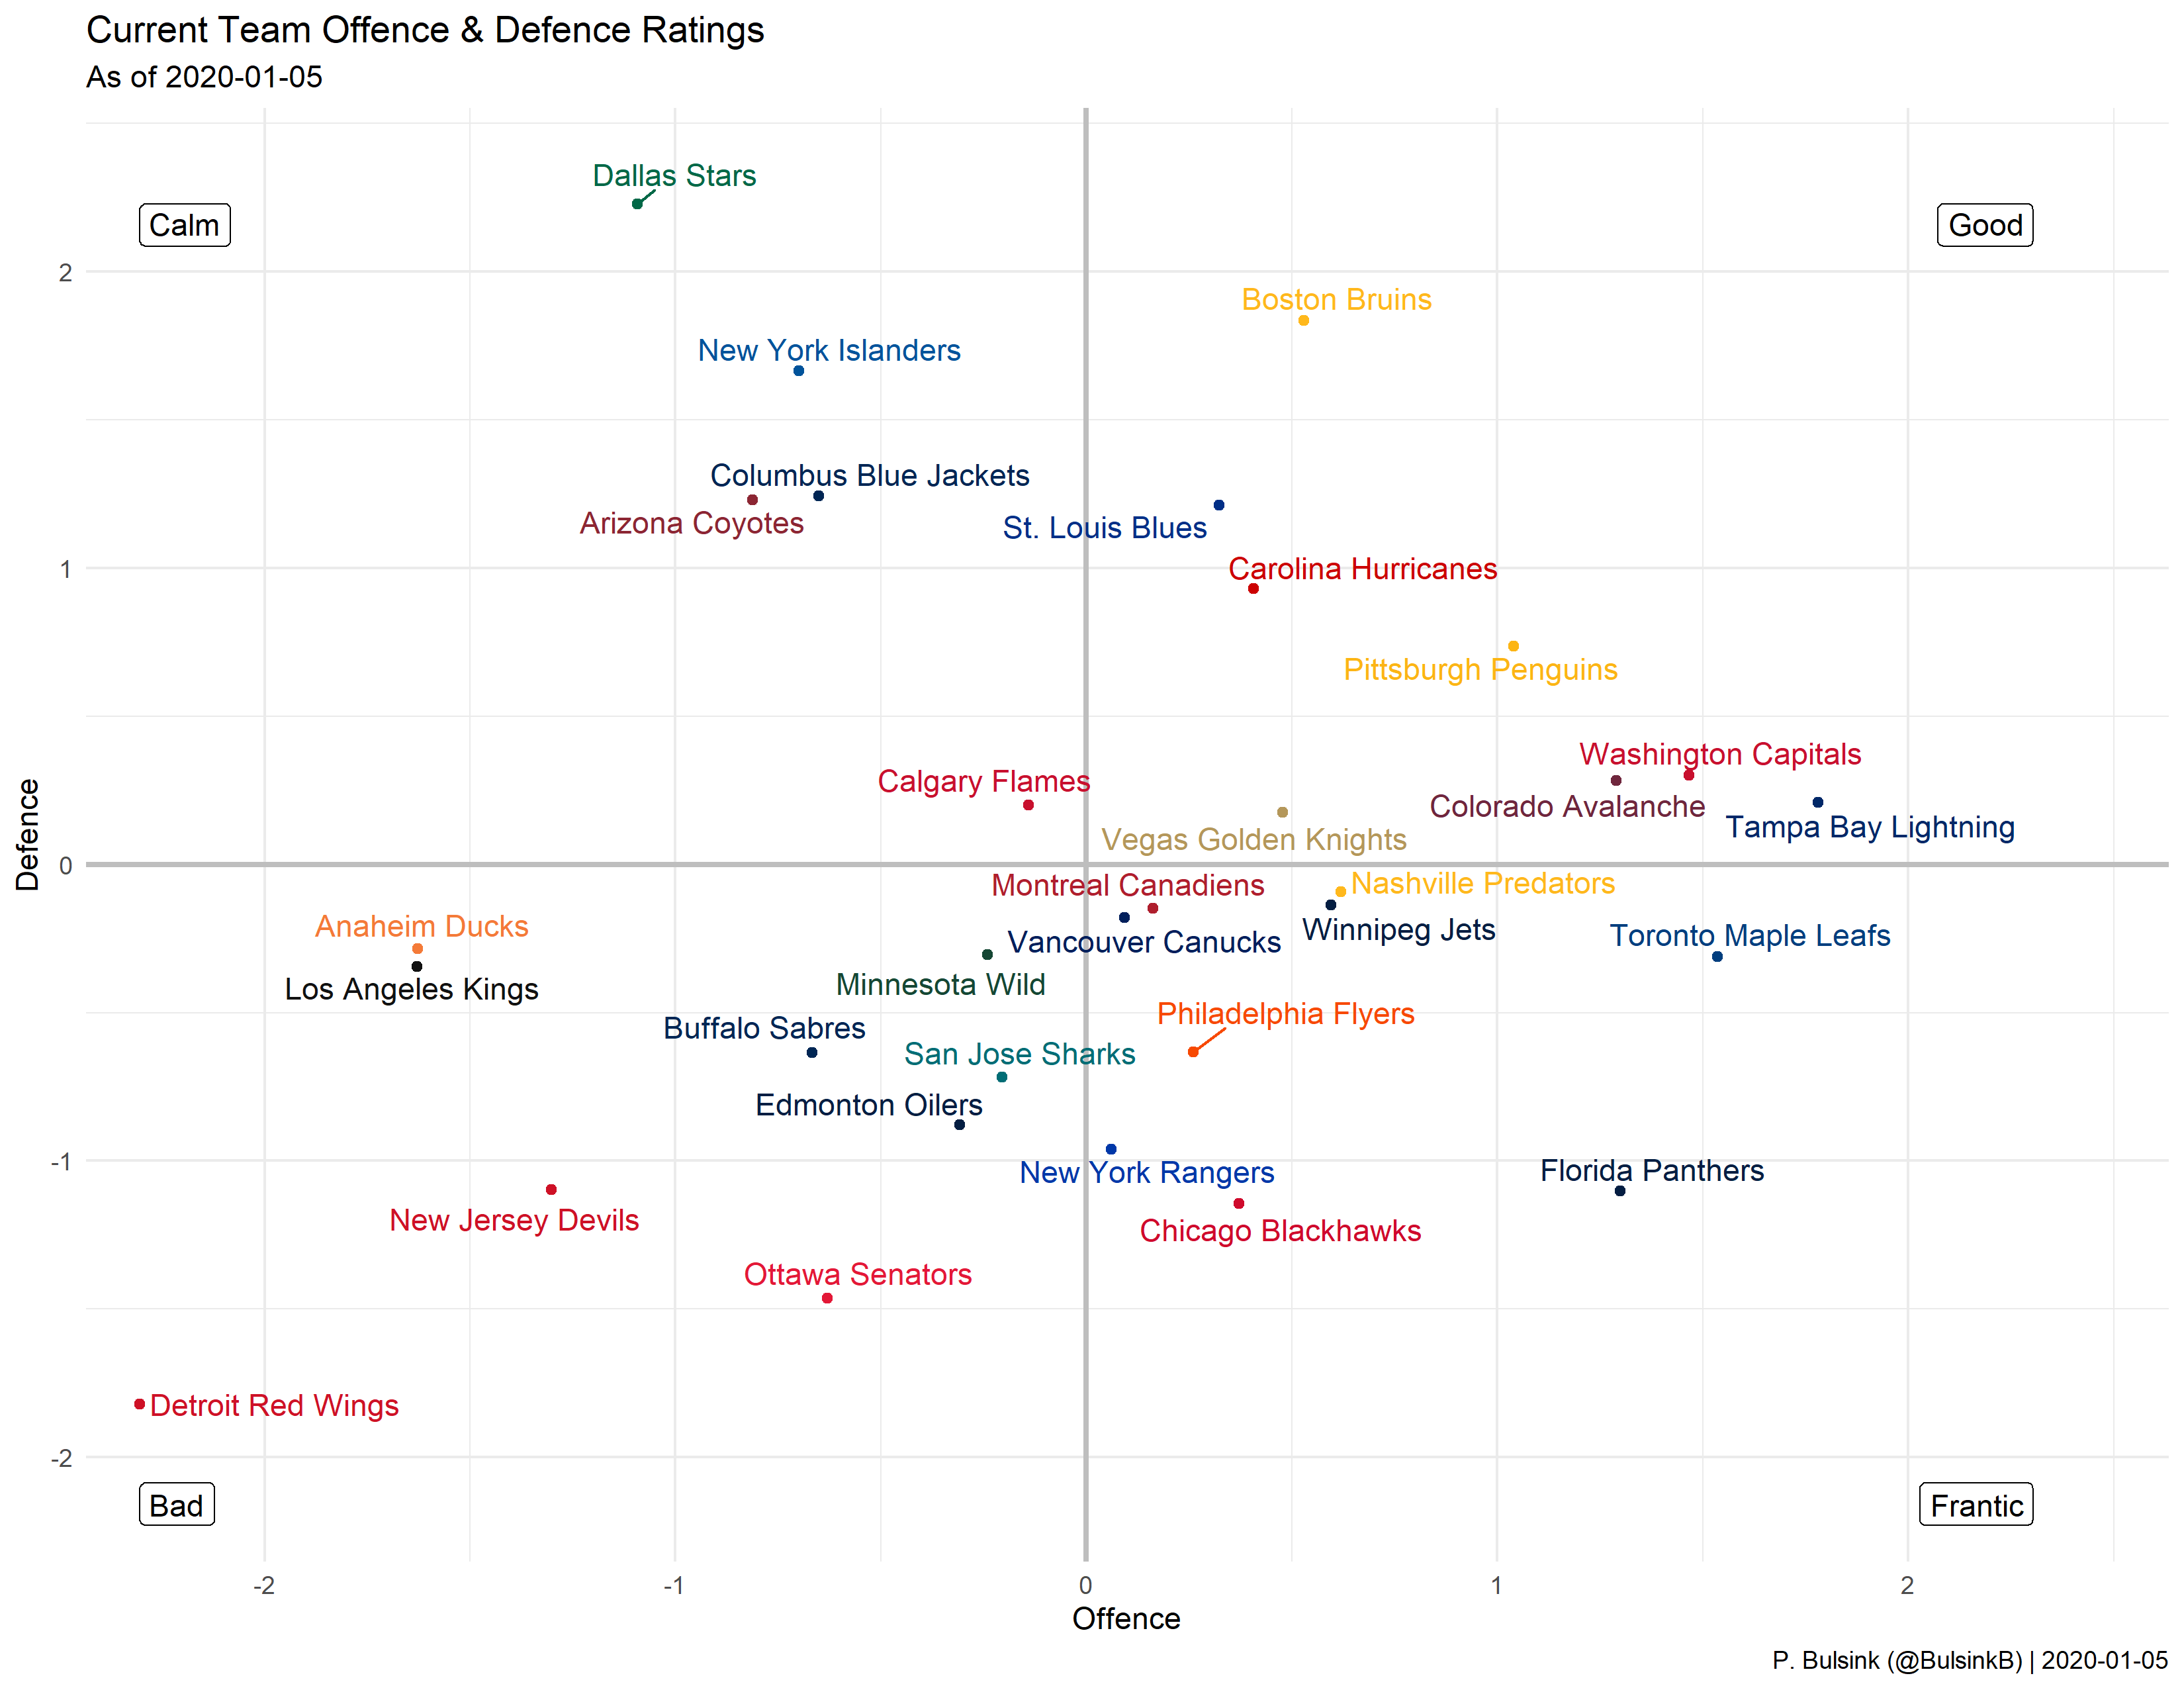 Current Team Offence & Defence Ratings
As of 2020-01-05
Dallas Stars
Calm
Good
2
Boston Bruins
New York Islanders
Columbus Blue Jackets
Arizona Coyotes
St. Louis Blues
Carolina Hurricanes
1
Pittsburgh Penguins
Washington Capitals
Calgary Flames
Colorado Avalanche
Tampa Bay Lightning
Vegas Golden Knights
Defence
0
Montreal Canadiens
Nashville Predators
Anaheim Ducks
Winnipeg Jets
Toronto Maple Leafs
Vancouver Canucks
Los Angeles Kings
Minnesota Wild
Philadelphia Flyers
Buffalo Sabres
San Jose Sharks
Edmonton Oilers
-1
New York Rangers
Florida Panthers
New Jersey Devils
Chicago Blackhawks
Ottawa Senators
Detroit Red Wings
-2
Bad
Frantic
-2
-1
0
1
2
Offence
P. Bulsink (@BulsinkB) | 2020-01-05